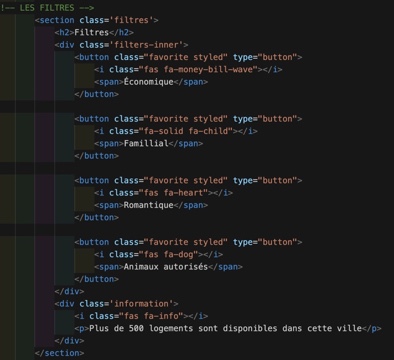 <!-- LES FILTRES -->
<section class='filtres'>
<h2>Filtres</h2>
<div class='filters-inner'>
<button class="favorite styled" type="button">
<i class="fas fa-money-bill-wave"></i>
<span>Économique</span>
</button>
<button class="favorite styled" type="button">
<i class="fa-solid fa-child"></i>
<span>Famillial</span>
</button>
<button class="favorite styled" type="button">
<i class="fas fa-heart"></i>
<span>Romantique</span>
</button>
<button class="favorite styled" type="button">
<i class="fas fa-dog"></i>
<span>Animaux autorisés</span>
</button>
</div>
<div class='information'>
<i class="fas fa-info"></i>
<p>Plus de 500 logements sont disponibles dans cette ville</p>
</div>
</section>